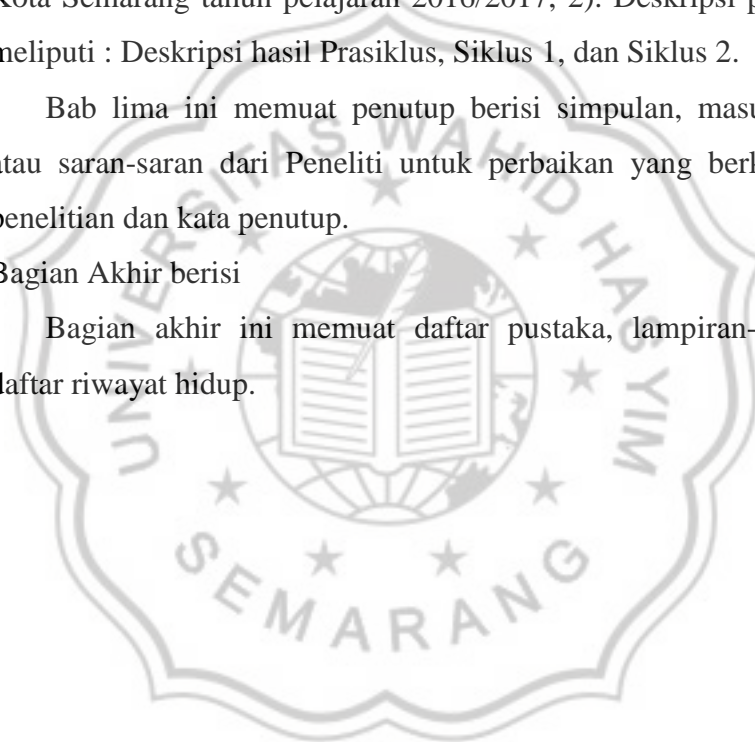 Kota Semarang tahun pelajaran 2016/2017, 2). Deskripsi
meliputi : Deskripsi hasil Prasiklus, Siklus 1, dan Siklus 2.
Bab lima ini memuat penutup berisi simpulan,
atau saran-saran dari Peneliti untuk perbaikan yang
penelitian dan kata penutup.
Bagian Akhir berisi
Bagian akhir ini memuat daftar pustaka, lampiran-
daftar riwayat hidup.
UNIVERSITAS WAHID HASYIM
SEMARANG